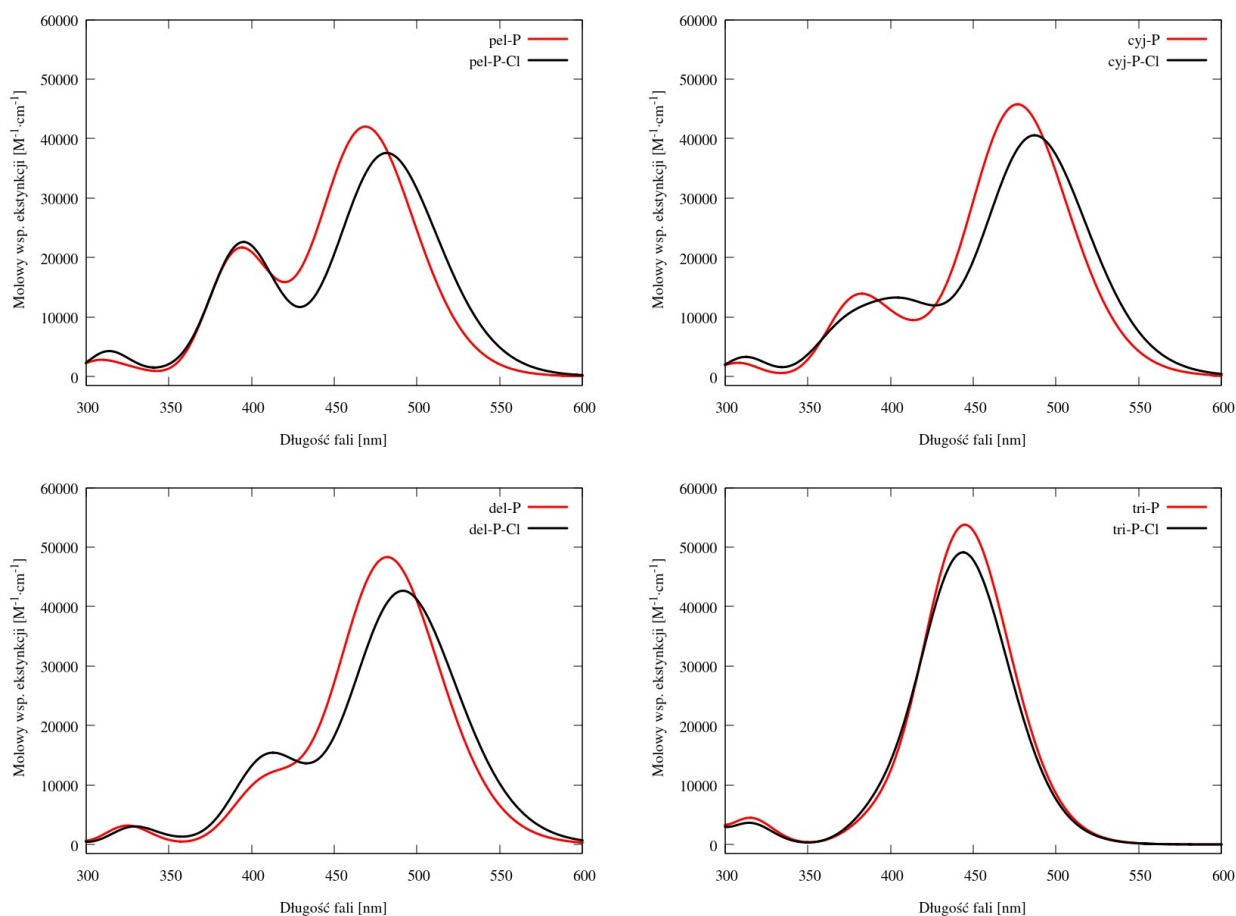 60000
50000
40000
30000
20000
10000
0
300 350 400 450 500 550 600
Molowy wsp. ekstynkcji [M⁻¹·cm⁻¹]
Długość fali [nm]
pel-P
pel-P-Cl
60000
50000
40000
30000
20000
10000
0
300 350 400 450 500 550 600
Molowy wsp. ekstynkcji [M⁻¹·cm⁻¹]
Długość fali [nm]
cyj-P
cyj-P-Cl
60000
50000
40000
30000
20000
10000
0
300 350 400 450 500 550 600
Molowy wsp. ekstynkcji [M⁻¹·cm⁻¹]
Długość fali [nm]
del-P
del-P-Cl
60000
50000
40000
30000
20000
10000
0
300 350 400 450 500 550 600
Molowy wsp. ekstynkcji [M⁻¹·cm⁻¹]
Długość fali [nm]
tri-P
tri-P-Cl